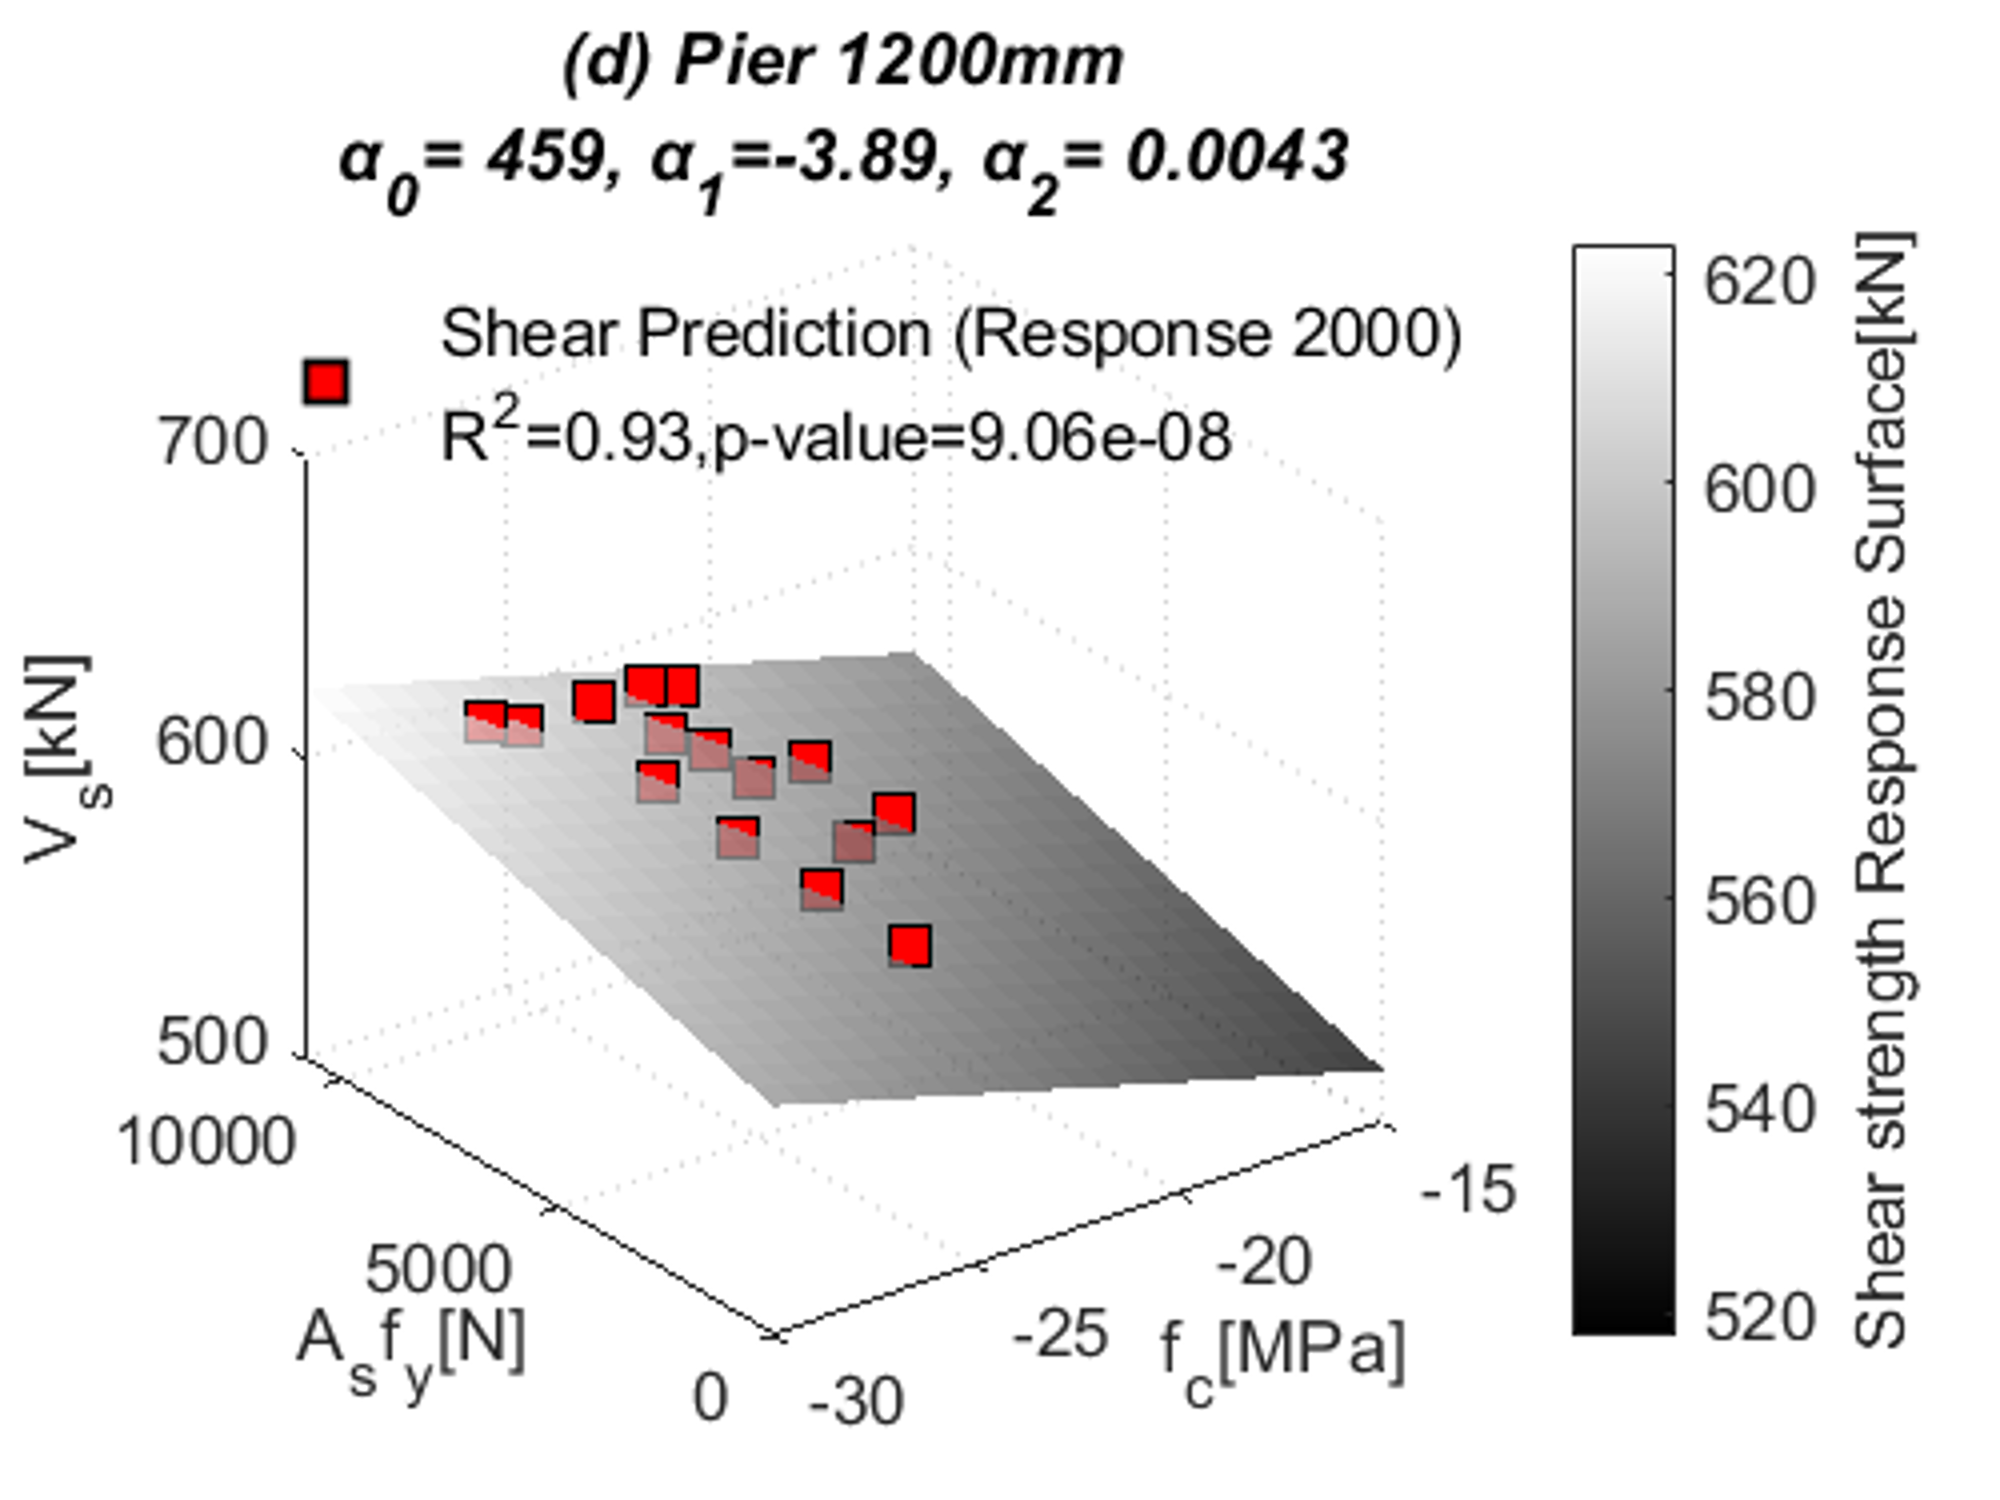 (d) Pier 1200mm
α0= 459, α1=-3.89, α2= 0.0043
Shear Prediction (Response 2000)
R2=0.93,p-value=9.06e-08
700
600
500
Vs[kN]
10000
5000
0
Asfy[N]
-30
-25
-20
-15
fc[MPa]
620
600
580
560
540
520
Shear strength Response Surface[kN]